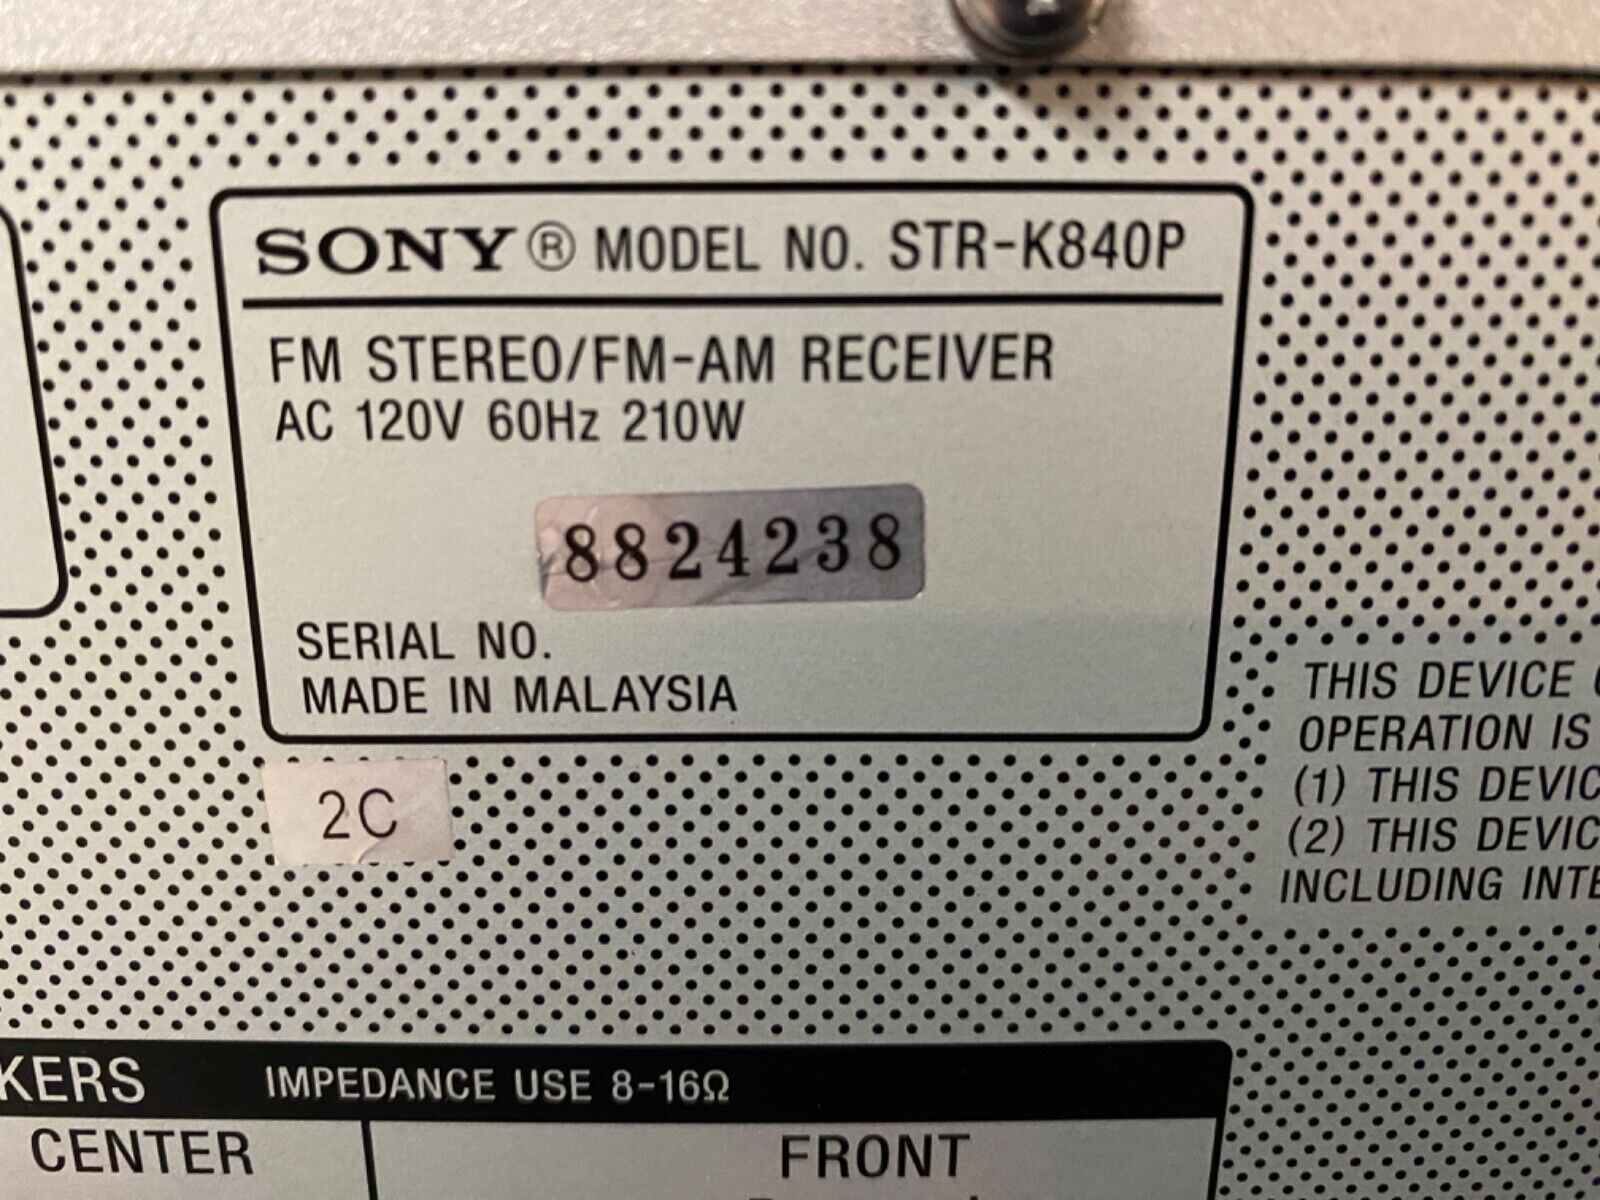 SONY® MODEL NO. STR-K840P
FM STEREO/FM-AM RECEIVER
AC 120V 60Hz 210W
8824238
SERIAL NO.
MADE IN MALAYSIA
2C
THIS DEVICE
OPERATION IS
(1) THIS DEVIC
(2) THIS DEVIC
INCLUDING INTE
KERS IMPEDANCE USE 8-16Ω
CENTER FRONT